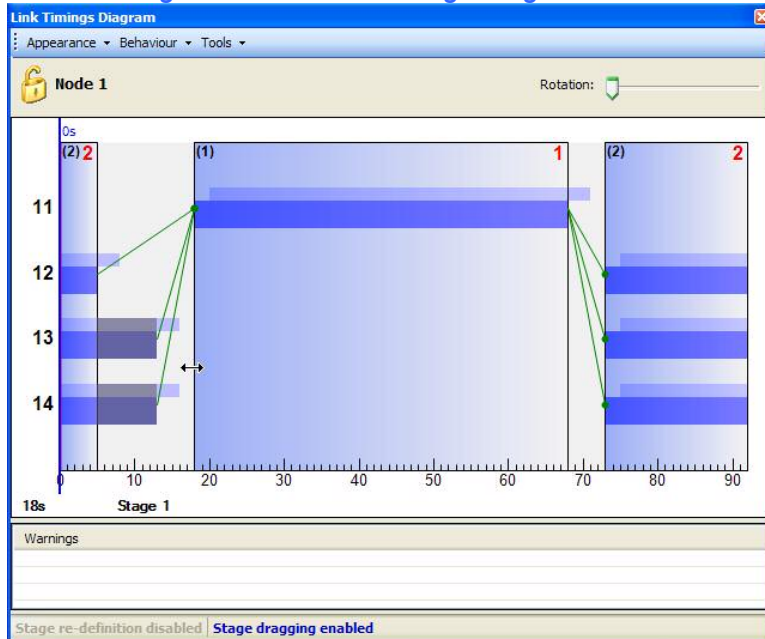 Link Timings Diagram
Appearance Behaviour Tools
Node 1
Rotation:
0s
(2) 2 (1) 1 (2) 2
11
12
13
14
0 10 20 30 40 50 60 70 80 90
18s Stage 1
Warnings
Stage re-definition disabled Stage dragging enabled